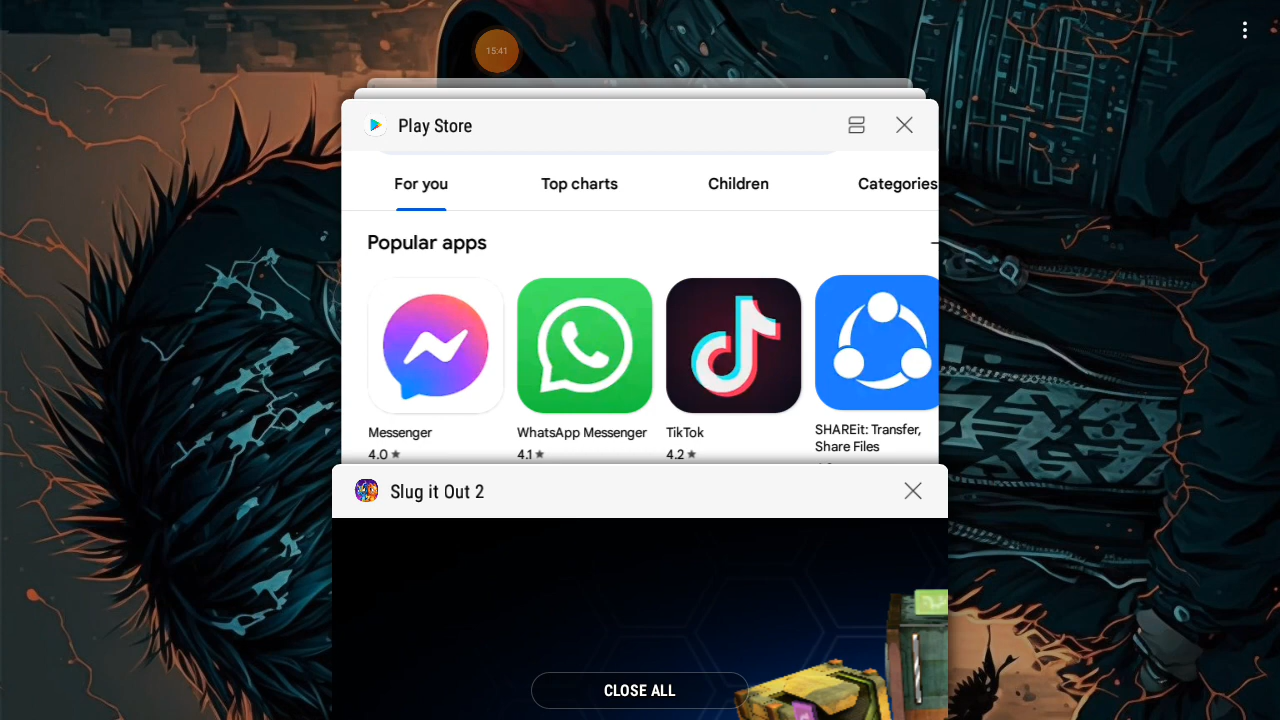 15:41
Play Store
For you
Top charts
Children
Categories
Popular apps
Messenger
WhatsApp Messenger
TikTok
SHAREit: Transfer,
Share Files
4.0 ★
4.1 ★
4.2 ★
Slug it Out 2
CLOSE ALL